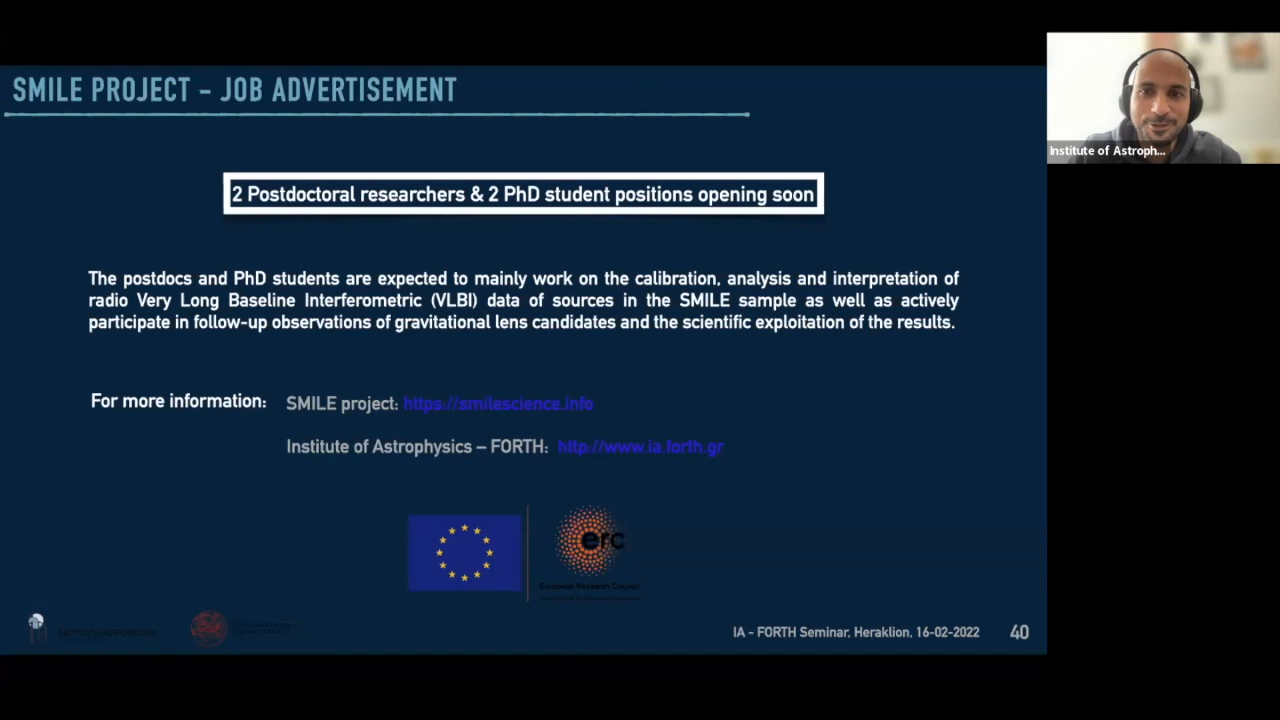 SMILE PROJECT – JOB ADVERTISEMENT
Institute of Astroph...
2 Postdoctoral researchers & 2 PhD student positions opening soon
The postdocs and PhD students are expected to mainly work on the calibration, analysis and interpretation of
radio Very Long Baseline Interferometric (VLBI) data of sources in the SMILE sample as well as actively
participate in follow-up observations of gravitational lens candidates and the scientific exploitation of the results.
For more information: SMILE project: https://smilescience.info
Institute of Astrophysics – FORTH: http://www.ia.forth.gr
erc
European Research Council
IA - FORTH Seminar, Heraklion, 16-02-2022 40